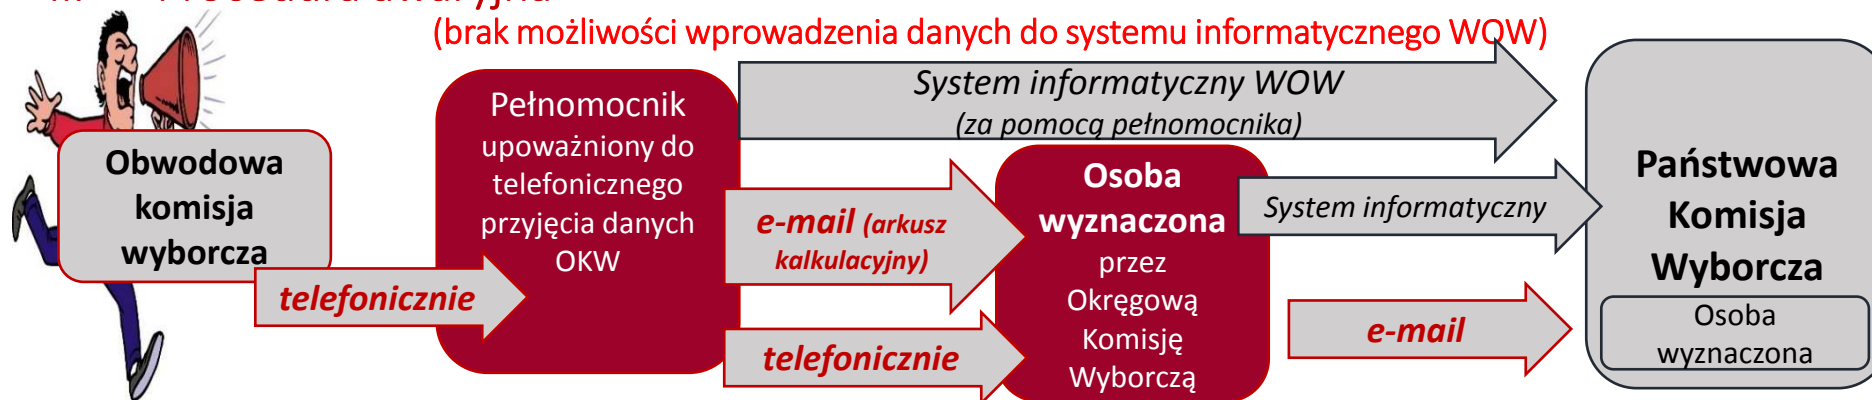 (brak możliwości wprowadzenia danych do systemu informatycznego WOW)
Obwodowa
komisja
wyborcza
telefonicznie
Pełnomocnik
upoważniony do
telefonicznego
przyjęcia danych
OKW
System informatyczny WOW
(za pomocą pełnomocnika)
e-mail (arkusz
kalkulacyjny)
telefonicznie
Osoba
wyznaczona
przez
Okręgową
Komisję
Wyborczą
System informatyczny
e-mail
Państwowa
Komisja
Wyborcza
Osoba
wyznaczona